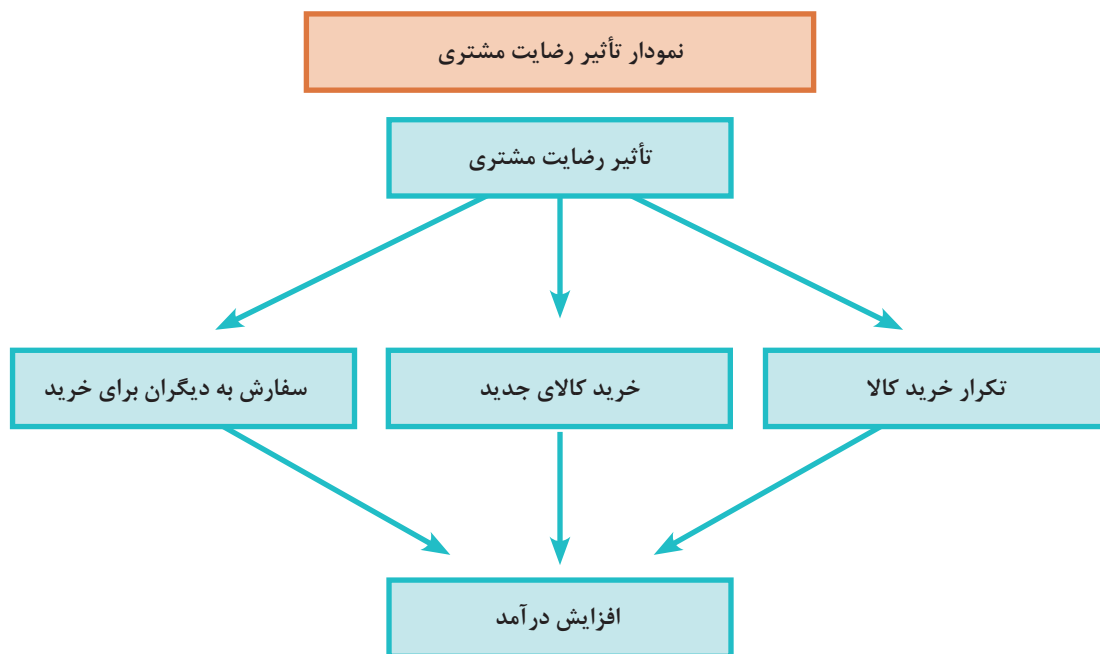 نمودار تأثیر رضایت مشتری
تأثیر رضایت مشتری
تکرار خرید کالا
خرید کالای جدید
سفارش به دیگران برای خرید
افزایش درآمد